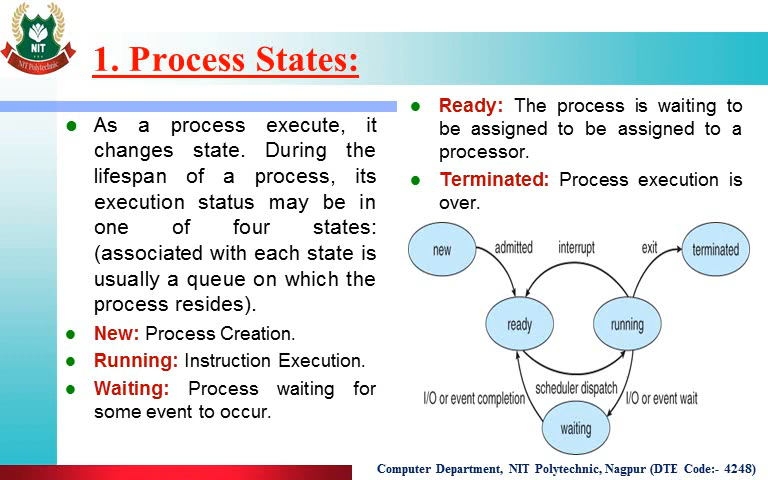 NIT
NIT Polytechnic
1. Process States:
As a process execute, it
changes state. During the
lifespan of a process, its
execution status may be in
one of four states:
(associated with each state is
usually a queue on which the
process resides).
New: Process Creation.
Running: Instruction Execution.
Waiting: Process waiting for
some event to occur.
Ready: The process is waiting to
be assigned to be assigned to a
processor.
Terminated: Process execution is
over.
new
admitted
interrupt
exit
terminated
ready
running
scheduler dispatch
I/O or event completion
I/O or event wait
waiting
Computer Department, NIT Polytechnic, Nagpur (DTE Code:- 4248)